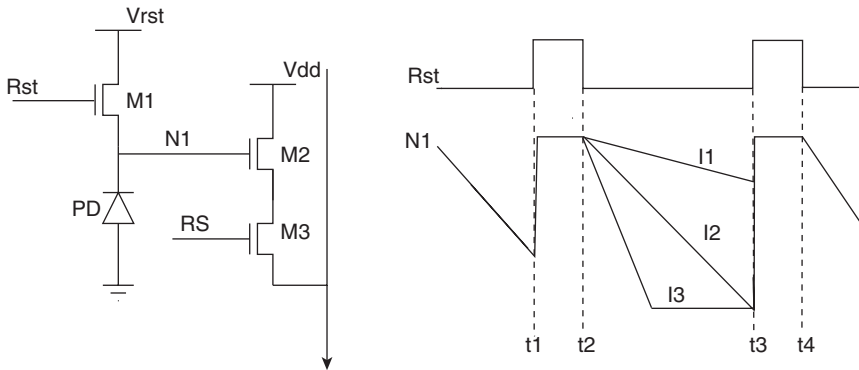 Vrst
Rst
M1
Vdd
N1
M2
PD
RS
M3
Rst
N1
I1
I2
I3
t1
t2
t3
t4